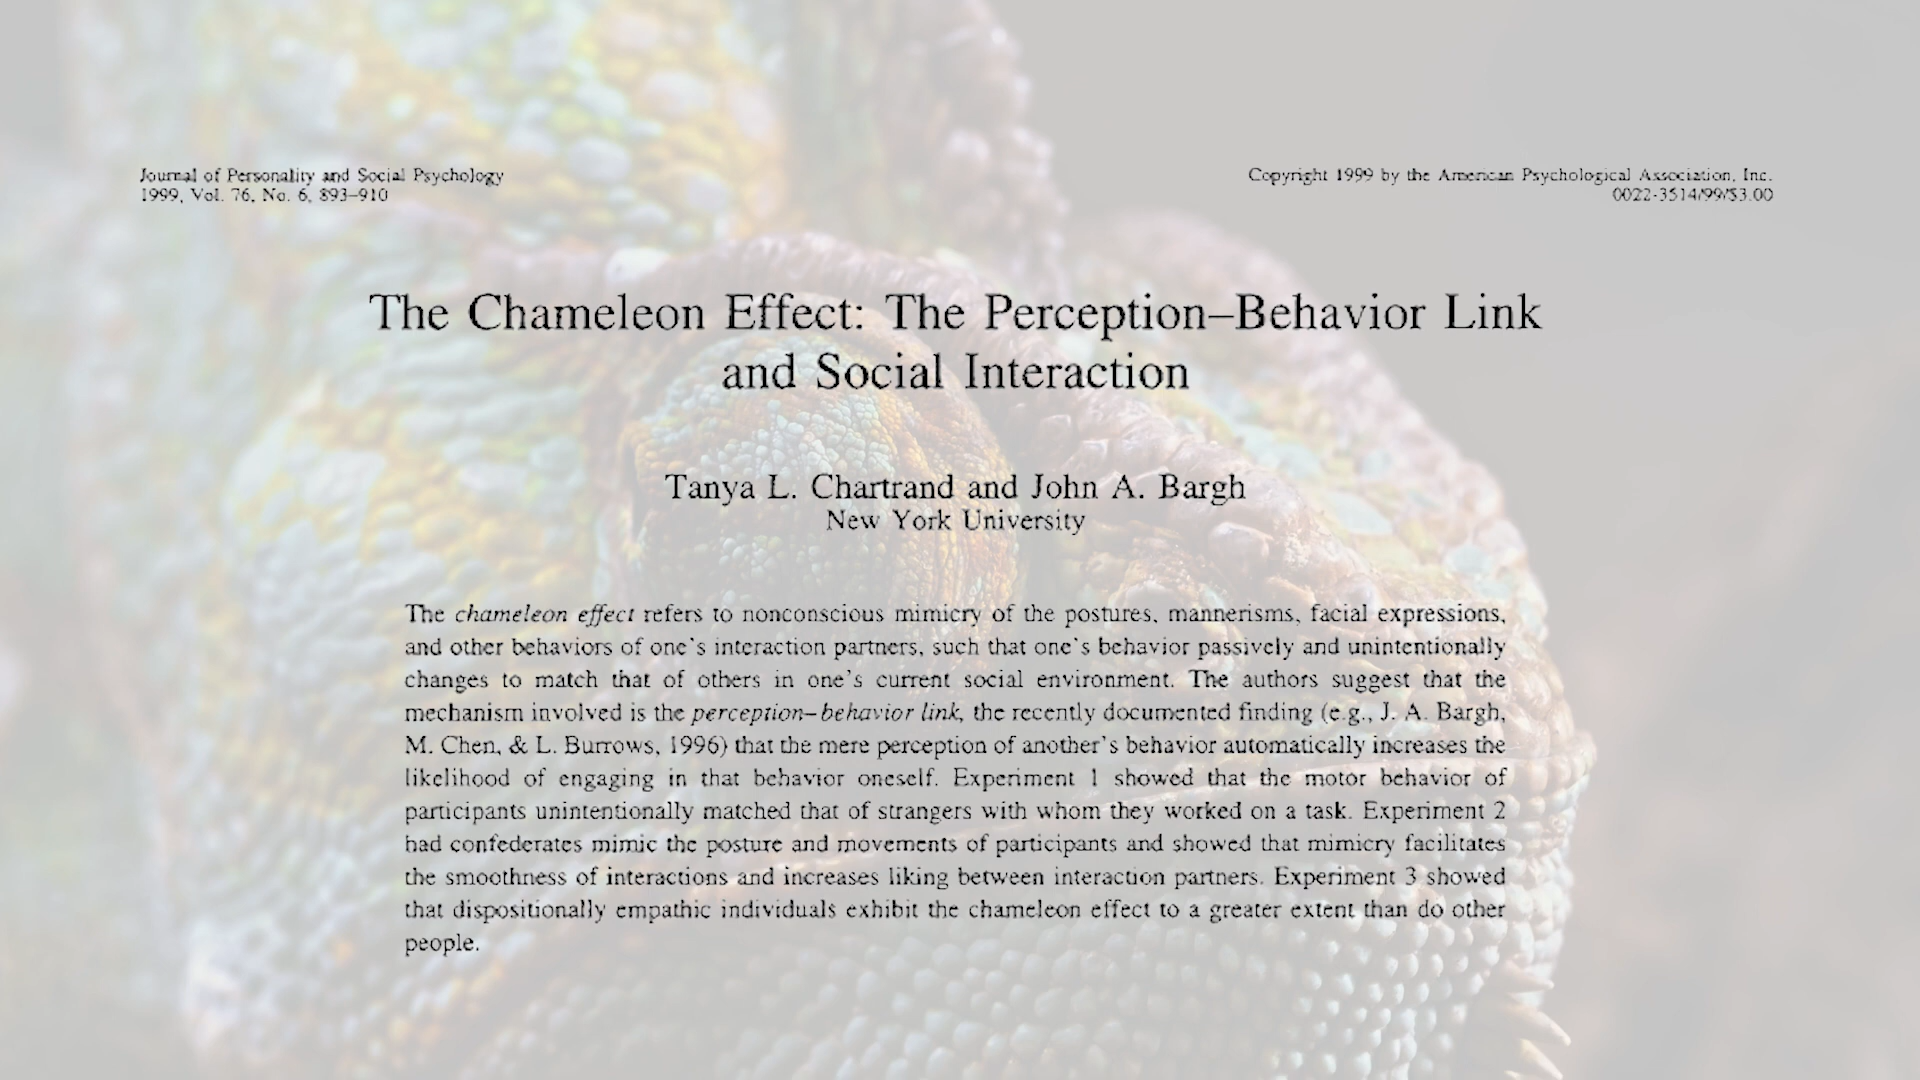 Journal of Personality and Social Psychology
1999, Vol. 76, No. 6, 893–910
Copyright 1999 by the American Psychological Association, Inc.
0022-3514/99/$3.00
The Chameleon Effect: The Perception–Behavior Link
and Social Interaction
Tanya L. Chartrand and John A. Bargh
New York University
The chameleon effect refers to nonconscious mimicry of the postures, mannerisms, facial expressions,
and other behaviors of one's interaction partners, such that one's behavior passively and unintentionally
changes to match that of others in one's current social environment. The authors suggest that the
mechanism involved is the perception–behavior link, the recently documented finding (e.g., J. A. Bargh,
M. Chen, & L. Burrows, 1996) that the mere perception of another's behavior automatically increases the
likelihood of engaging in that behavior oneself. Experiment 1 showed that the motor behavior of
participants unintentionally matched that of strangers with whom they worked on a task. Experiment 2
had confederates mimic the posture and movements of participants and showed that mimicry facilitates
the smoothness of interactions and increases liking between interaction partners. Experiment 3 showed
that dispositionally empathic individuals exhibit the chameleon effect to a greater extent than do other
people.